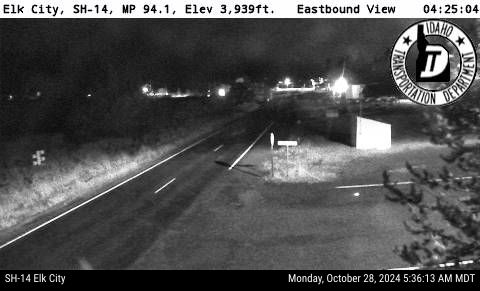 Elk City, SH-14, MP 94.1, Elev 3,939ft. Eastbound View 04:25:04
IDAHO
TRANSPORTATION DEPARTMENT
SH-14 Elk City Monday, October 28, 2024 5:36:13 AM MDT